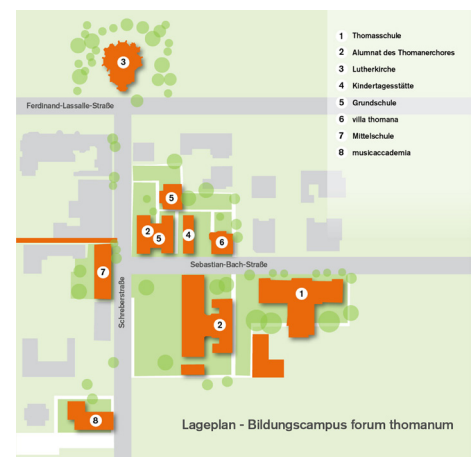 1 Thomasschule
2 Alumnat des Thomanerchores
3 Lutherkirche
4 Kindertagesstätte
5 Grundschule
6 villa thomana
7 Mittelschule
8 musicaccademia
3
Ferdinand-Lassalle-Straße
5
2
5
4
6
Sebastian-Bach-Straße
7
Schreberstraße
1
2
8
Lageplan - Bildungscampus forum thomanum